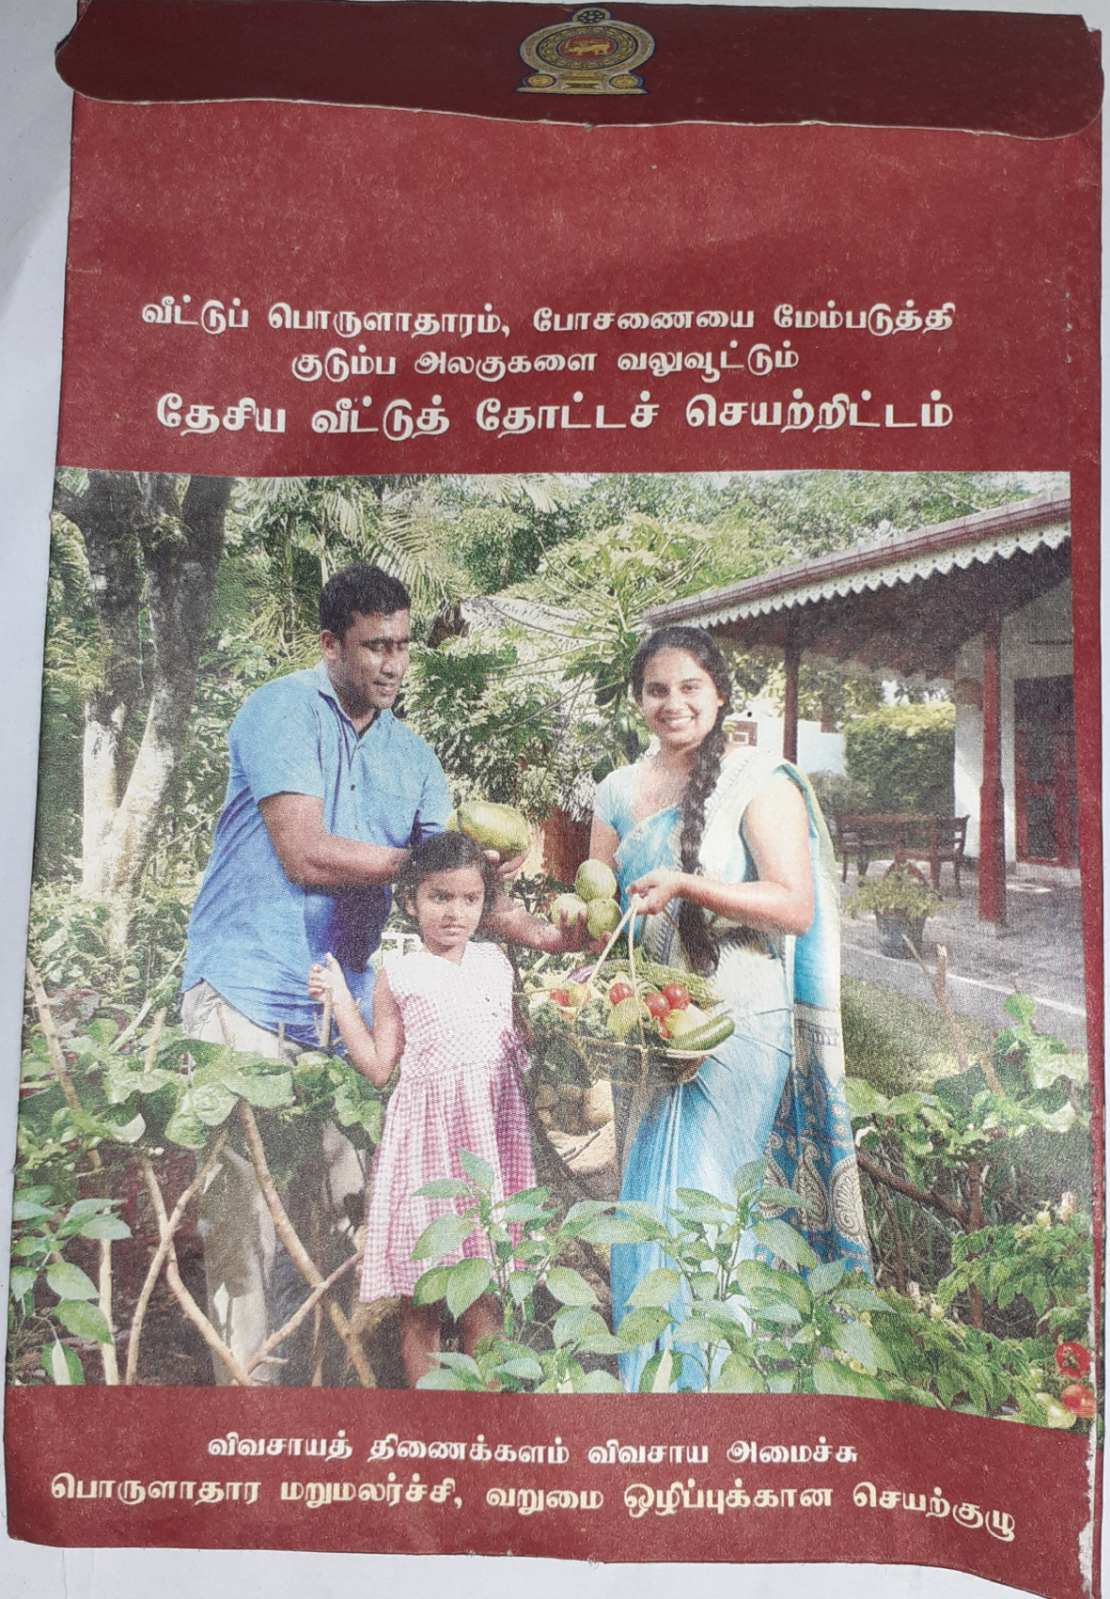 வீட்டுப் பொருளாதாரம், போசணையை மேம்படுத்தி
குடும்ப அலகுகளை வலுவூட்டும்
தேசிய வீட்டுத் தோட்டச் செயற்றிட்டம்
விவசாயத் திணைக்களம் விவசாய அமைச்சு
பொருளாதார மறுமலர்ச்சி, வறுமை ஒழிப்புக்கான செயற்குழு